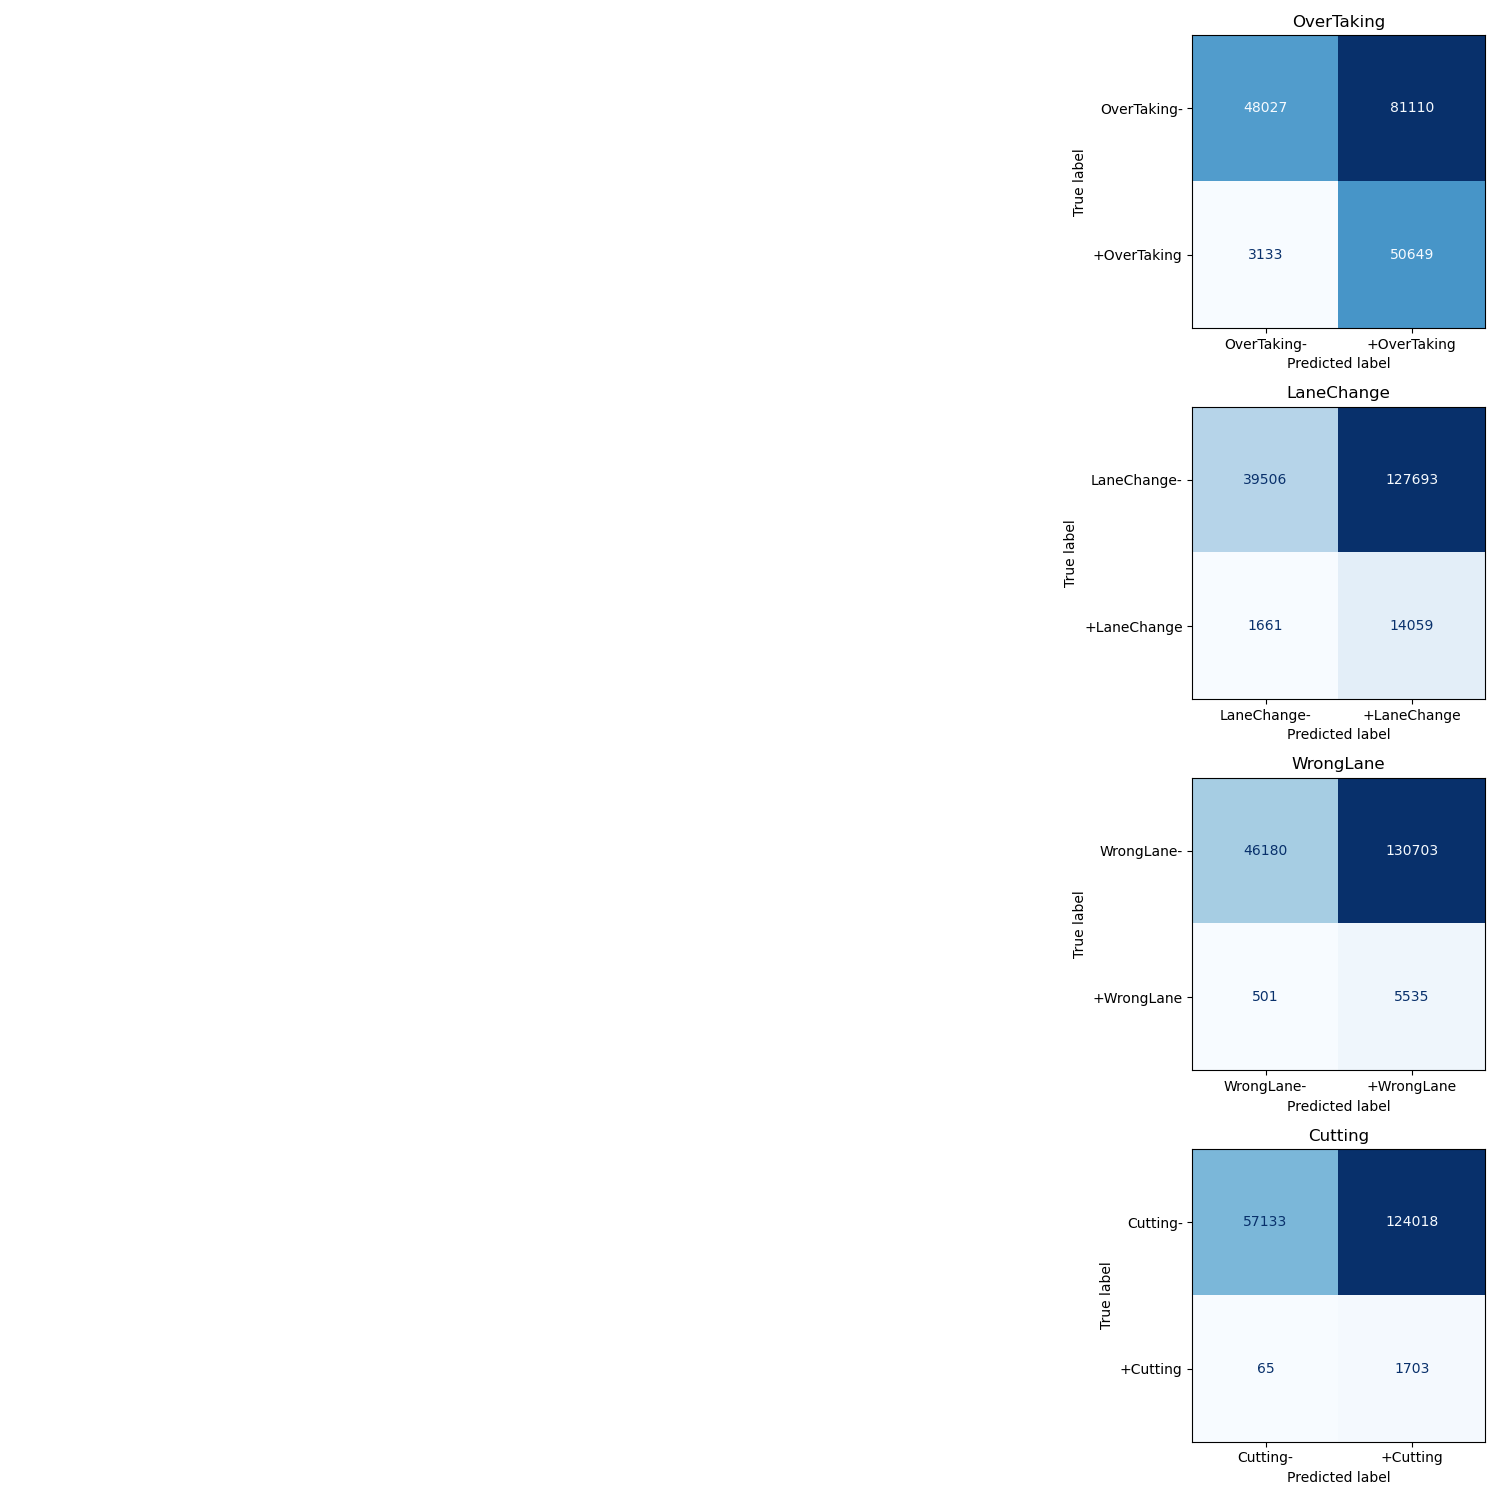 OverTaking
OverTaking-
48027
81110
True label
+OverTaking
3133
50649
OverTaking-
+OverTaking
Predicted label
LaneChange
LaneChange-
39506
127693
True label
+LaneChange
1661
14059
LaneChange-
+LaneChange
Predicted label
WrongLane
WrongLane-
46180
130703
True label
+WrongLane
501
5535
WrongLane-
+WrongLane
Predicted label
Cutting
Cutting-
57133
124018
True label
+Cutting
65
1703
Cutting-
+Cutting
Predicted label